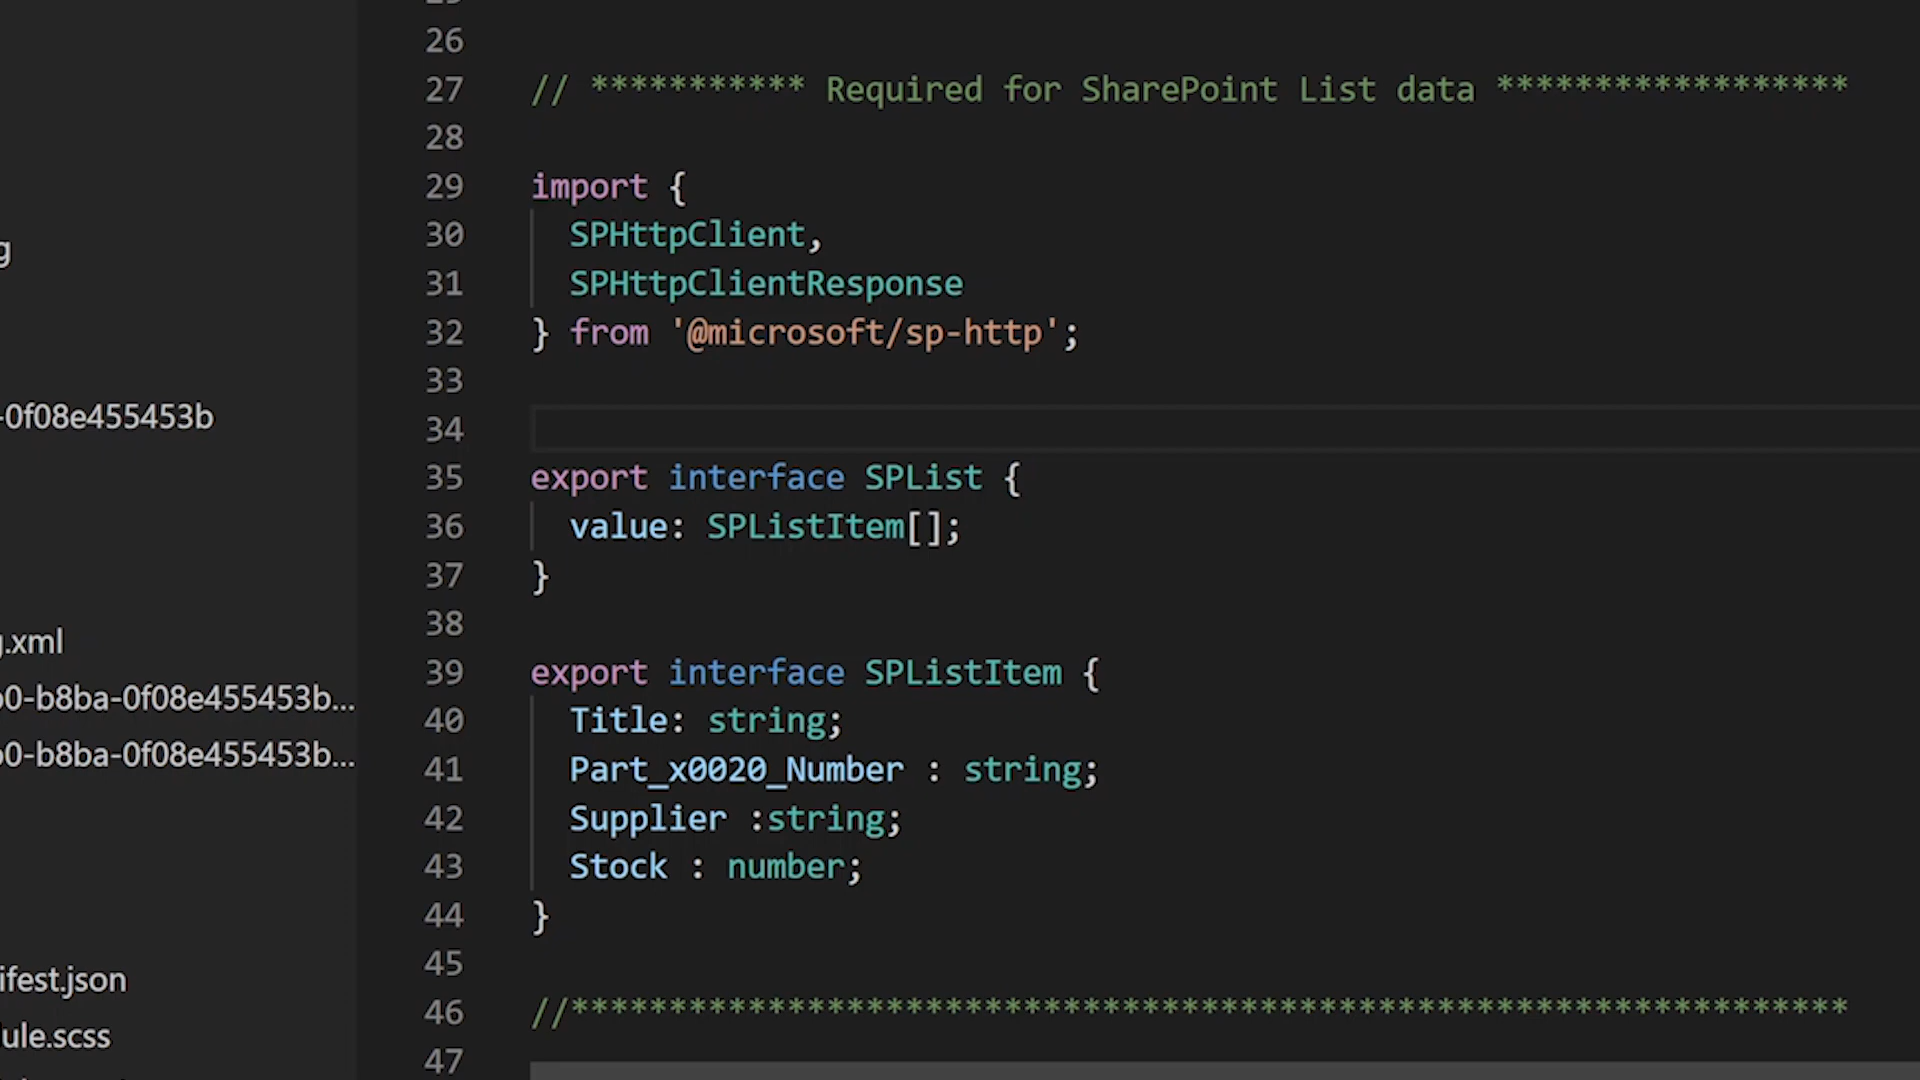 26
27 // *********** Required for SharePoint List data ******************
28
29 import {
30 SPHttpClient,
31 SPHttpClientResponse
32 } from '@microsoft/sp-http';
33
34
35 export interface SPList {
36 value: SPListItem[];
37 }
38
39 export interface SPListItem {
40 Title: string;
41 Part_x0020_Number : string;
42 Supplier :string;
43 Stock : number;
44 }
45
46 //*****************************************************************
47
g
-0f08e455453b
.xml
0-b8ba-0f08e455453b...
0-b8ba-0f08e455453b...
ifest.json
ule.scss